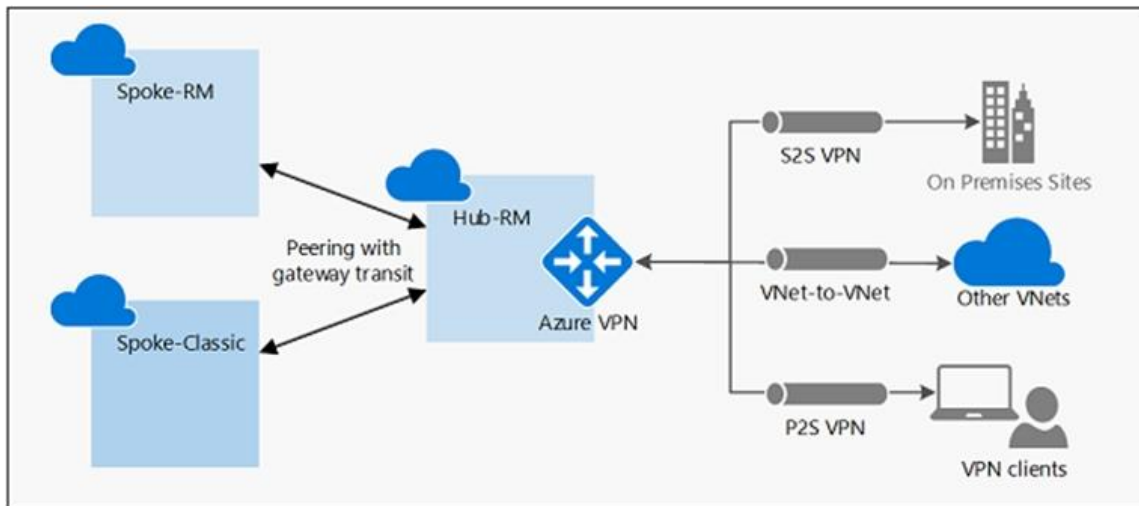 Spoke-RM
Spoke-Classic
Peering with
gateway transit
Hub-RM
Azure VPN
S2S VPN
On Premises Sites
VNet-to-VNet
Other VNets
P2S VPN
VPN clients